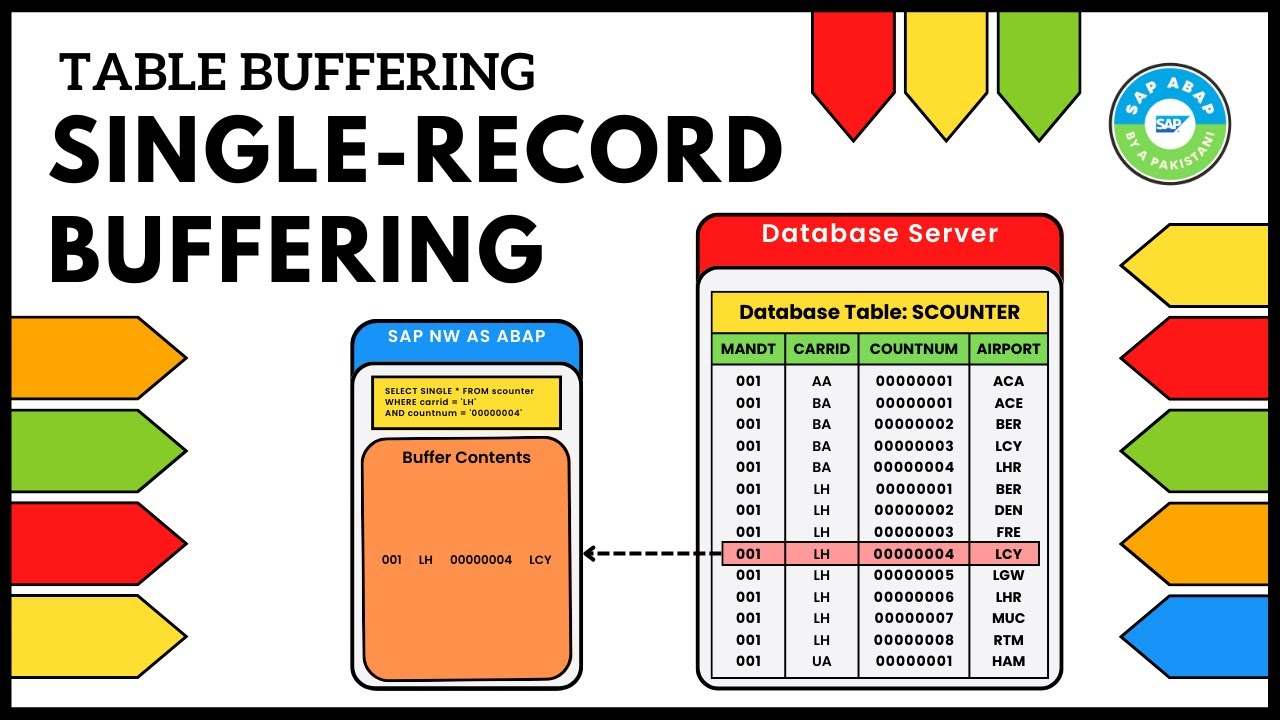 TABLE BUFFERING
SINGLE-RECORD
BUFFERING
SAP ABAP
SAP
BY A PAKISTANI
Database Server
Database Table: SCOUNTER
MANDT CARRID COUNTNUM AIRPORT
001 AA 00000001 ACA
001 BA 00000001 ACE
001 BA 00000002 BER
001 BA 00000003 LCY
001 BA 00000004 LHR
001 LH 00000001 BER
001 LH 00000002 DEN
001 LH 00000003 FRE
001 LH 00000004 LCY
001 LH 00000005 LGW
001 LH 00000006 LHR
001 LH 00000007 MUC
001 LH 00000008 RTM
001 UA 00000001 HAM
SAP NW AS ABAP
SELECT SINGLE * FROM scounter
WHERE carrid = 'LH'
AND countnum = '00000004'
Buffer Contents
001 LH 00000004 LCY